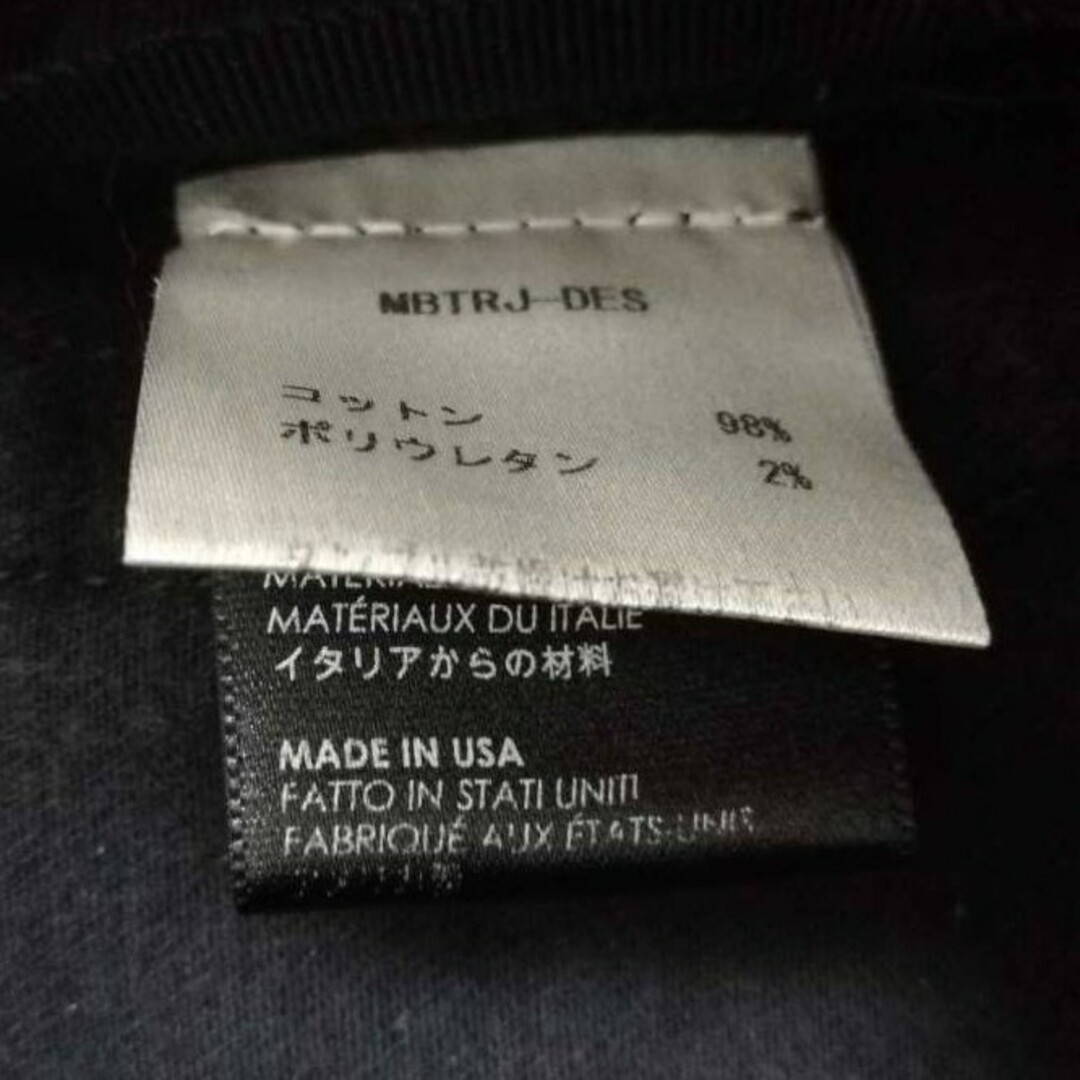 MBTRJ-DES
コットン 98%
ポリウレタン 2%
MATÉRIAUX DU ITALIE
イタリアからの材料
MADE IN USA
FATTO IN STATI UNITI
FABRIQUÉ AUX ÉTATS-UNIS